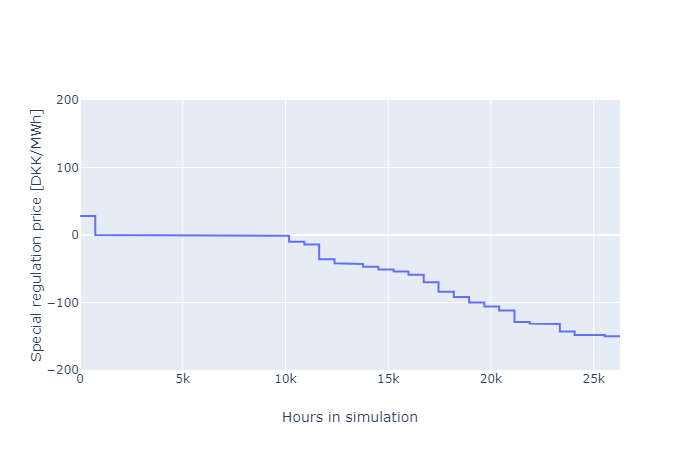 Special regulation price [DKK/MWh]
200
100
0
−100
−200
0
5k
10k
15k
20k
25k
Hours in simulation